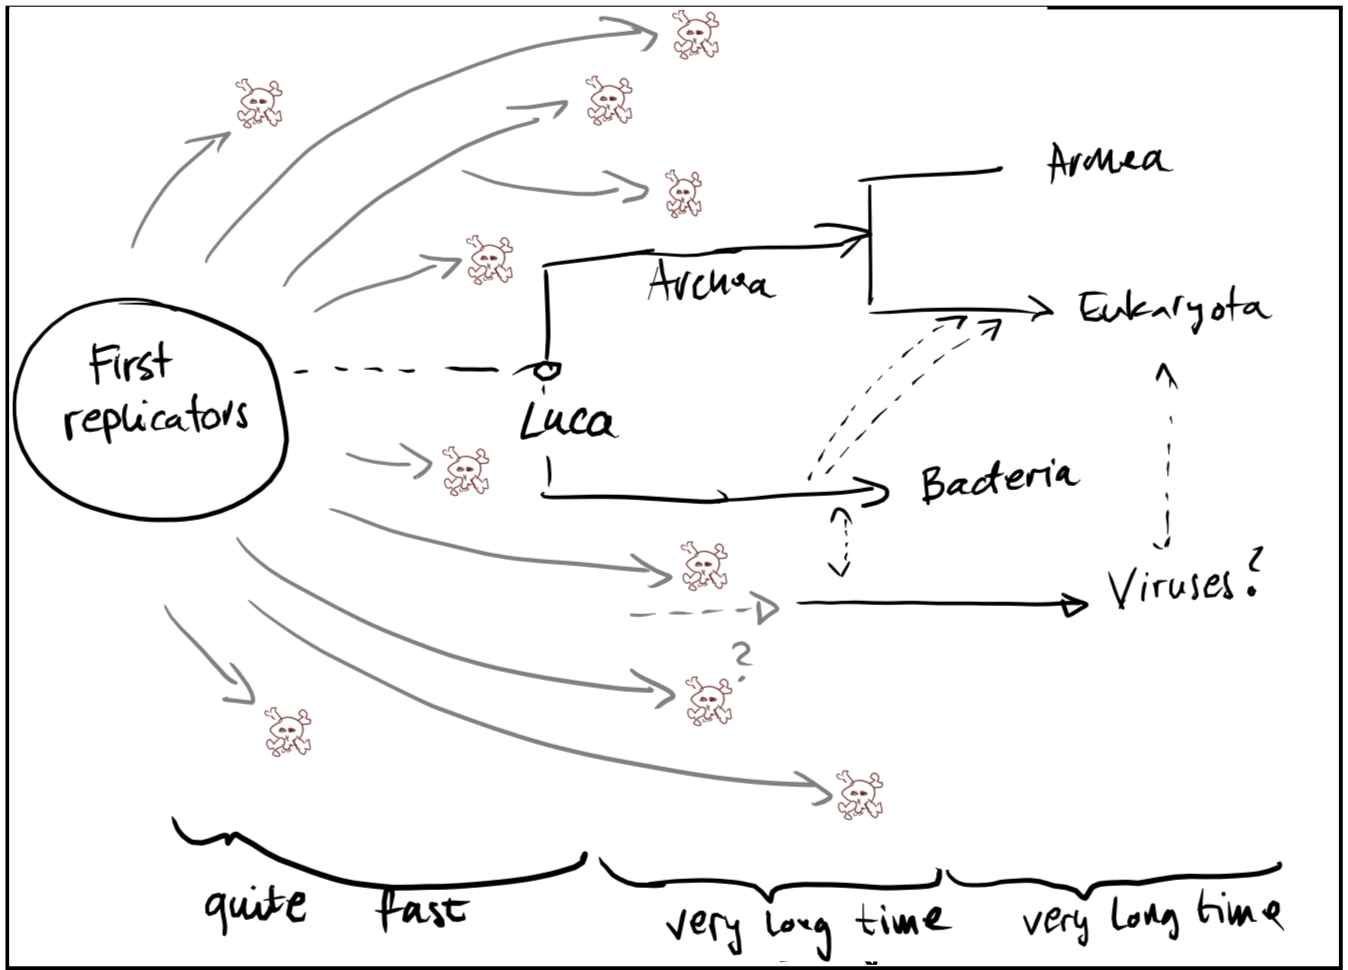 Archea
Archea
Eukaryota
First
replicators
Luca
Bacteria
Viruses?
?
quite fast
very long time
very long time